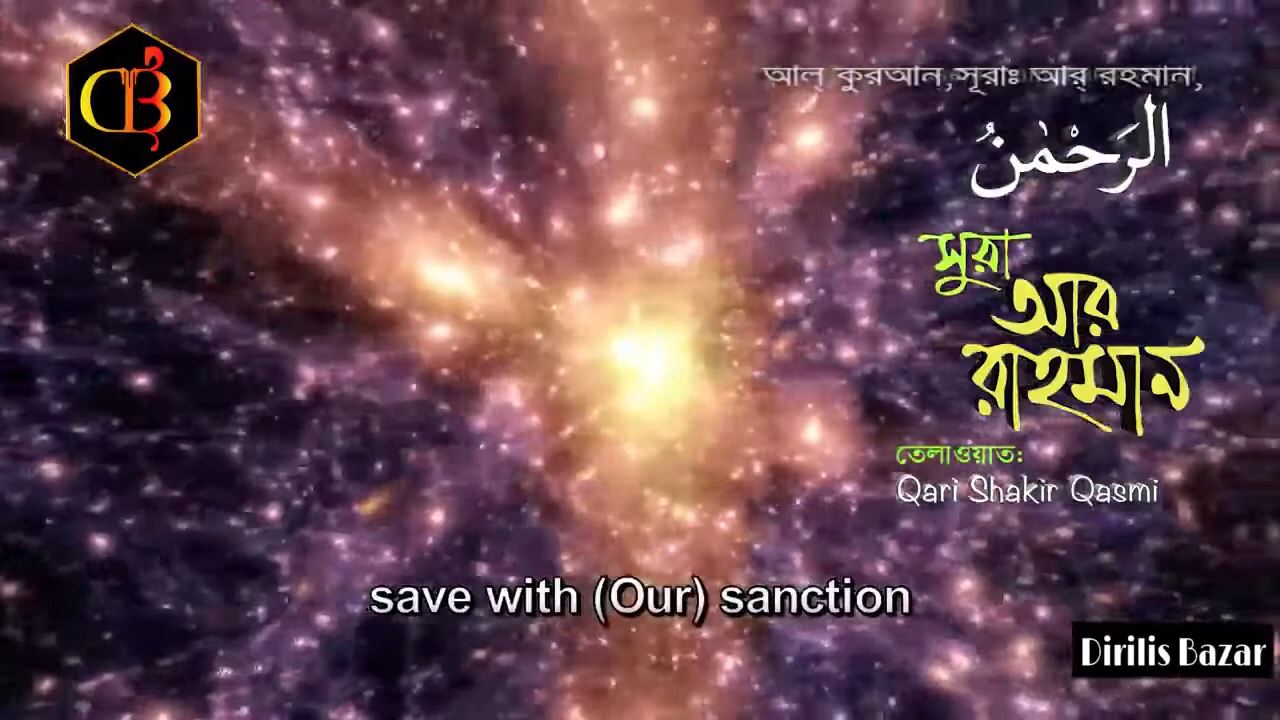 আল্ কুরআন,সূরাঃ আর্ রহমান,
الرَحْمٰنُ
সুরা
আর
রাহমান
তেলাওয়াত:
Qari Shakir Qasmi
save with (Our) sanction
Dirilis Bazar